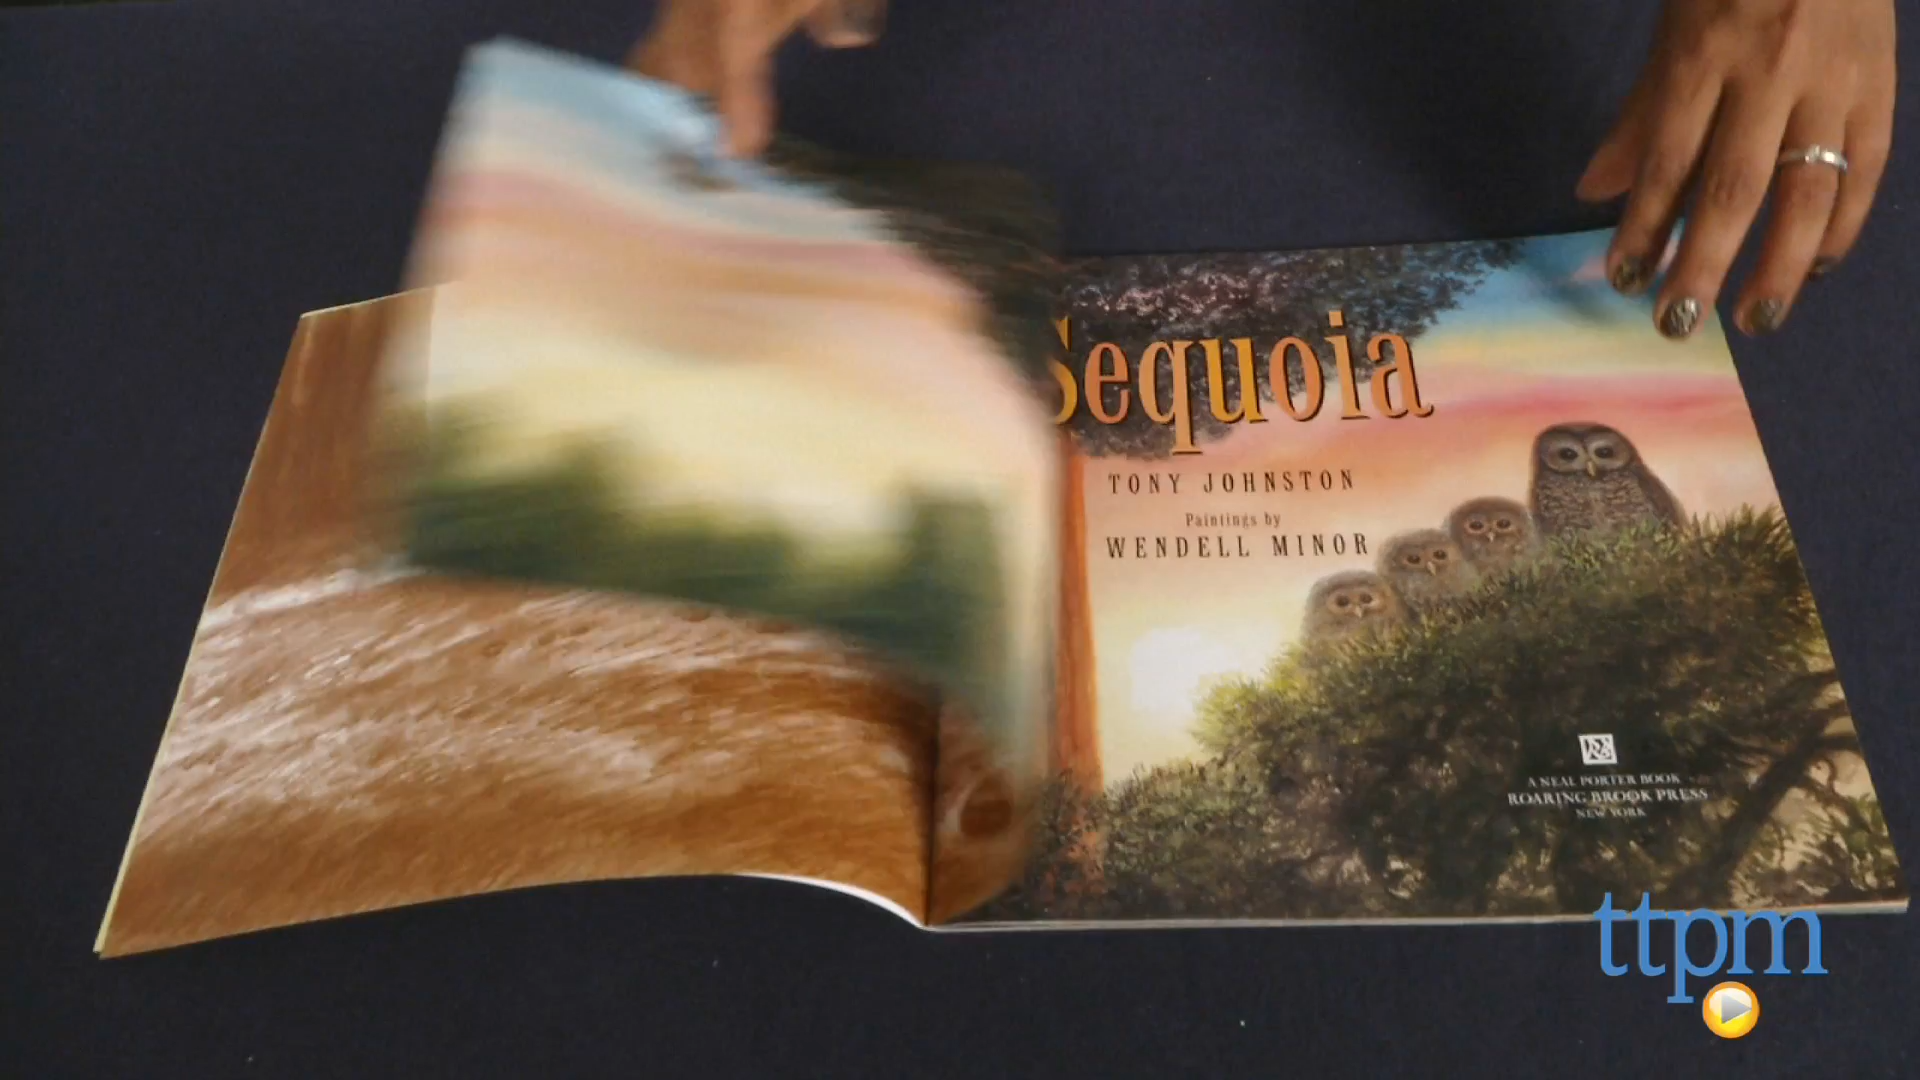 Sequoia
TONY JOHNSTON
Paintings by
WENDELL MINOR
A NEAL PORTER BOOK
ROARING BROOK PRESS
NEW YORK
ttpm